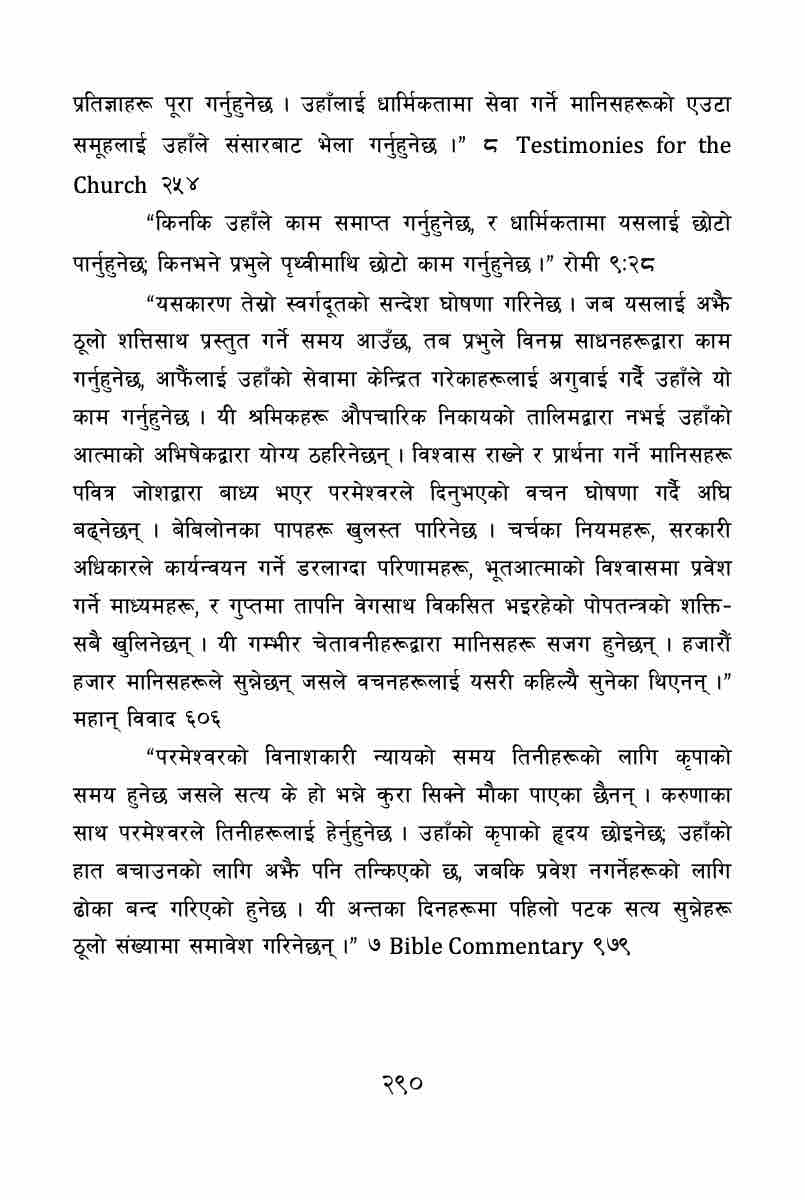 प्रतिज्ञाहरू पूरा गर्नुहुनेछ । उहाँलाई धार्मिकतामा सेवा गर्ने मानिसहरूको एउटा
समूहलाई उहाँले संसारबाट भेला गर्नुहुनेछ ।” ८ Testimonies for the
Church २५४
“किनकि उहाँले काम समाप्त गर्नुहुनेछ, र धार्मिकतामा यसलाई छोटो
पार्नुहुनेछ; किनभने प्रभुले पृथ्वीमाथि छोटो काम गर्नुहुनेछ ।” रोमी ९:२८
“यसकारण तेस्रो स्वर्गदूतको सन्देश घोषणा गरिनेछ । जब यसलाई अझै
ठूलो शत्तिसाथ प्रस्तुत गर्ने समय आउँछ, तब प्रभुले विनम्र साधनहरूद्वारा काम
गर्नुहुनेछ, आफैंलाई उहाँको सेवामा केन्द्रित गरेकाहरूलाई अगुवाई गर्दै उहाँले यो
काम गर्नुहुनेछ । यी श्रमिकहरू औपचारिक निकायको तालिमद्वारा नभई उहाँको
आत्माको अभिषेकद्वारा योग्य ठहरिनेछन् । विश्वास राख्ने र प्रार्थना गर्ने मानिसहरू
पवित्र जोशद्वारा बाध्य भएर परमेश्वरले दिनुभएको वचन घोषणा गर्दै अघि
बढ्नेछन् । बेबिलोनका पापहरू खुलस्त पारिनेछ । चर्चका नियमहरू, सरकारी
अधिकारले कार्यन्वयन गर्ने डरलाग्दा परिणामहरू, भूतआत्माको विश्वासमा प्रवेश
गर्ने माध्यमहरू, र गुप्तमा तापनि वेगसाथ विकसित भइरहेको पोपतन्त्रको शक्ति-
सबै खुलिनेछन् । यी गम्भीर चेतावनीहरूद्वारा मानिसहरू सजग हुनेछन् । हजारौं
हजार मानिसहरूले सुन्नेछन् जसले वचनहरूलाई यसरी कहिल्यै सुनेका थिएनन् ।”
महान् विवाद ६०६
“परमेश्वरको विनाशकारी न्यायको समय तिनीहरूको लागि कृपाको
समय हुनेछ जसले सत्य के हो भन्ने कुरा सिक्ने मौका पाएका छैनन् । करुणाका
साथ परमेश्वरले तिनीहरूलाई हेर्नुहुनेछ । उहाँको कृपाको हृदय छोइनेछ; उहाँको
हात बचाउनको लागि अझै पनि तन्किएको छ, जबकि प्रवेश नगर्नेहरूको लागि
ढोका बन्द गरिएको हुनेछ । यी अन्तका दिनहरूमा पहिलो पटक सत्य सुन्नेहरू
ठूलो संख्यामा समावेश गरिनेछन् ।” ७ Bible Commentary ९७९
२९०